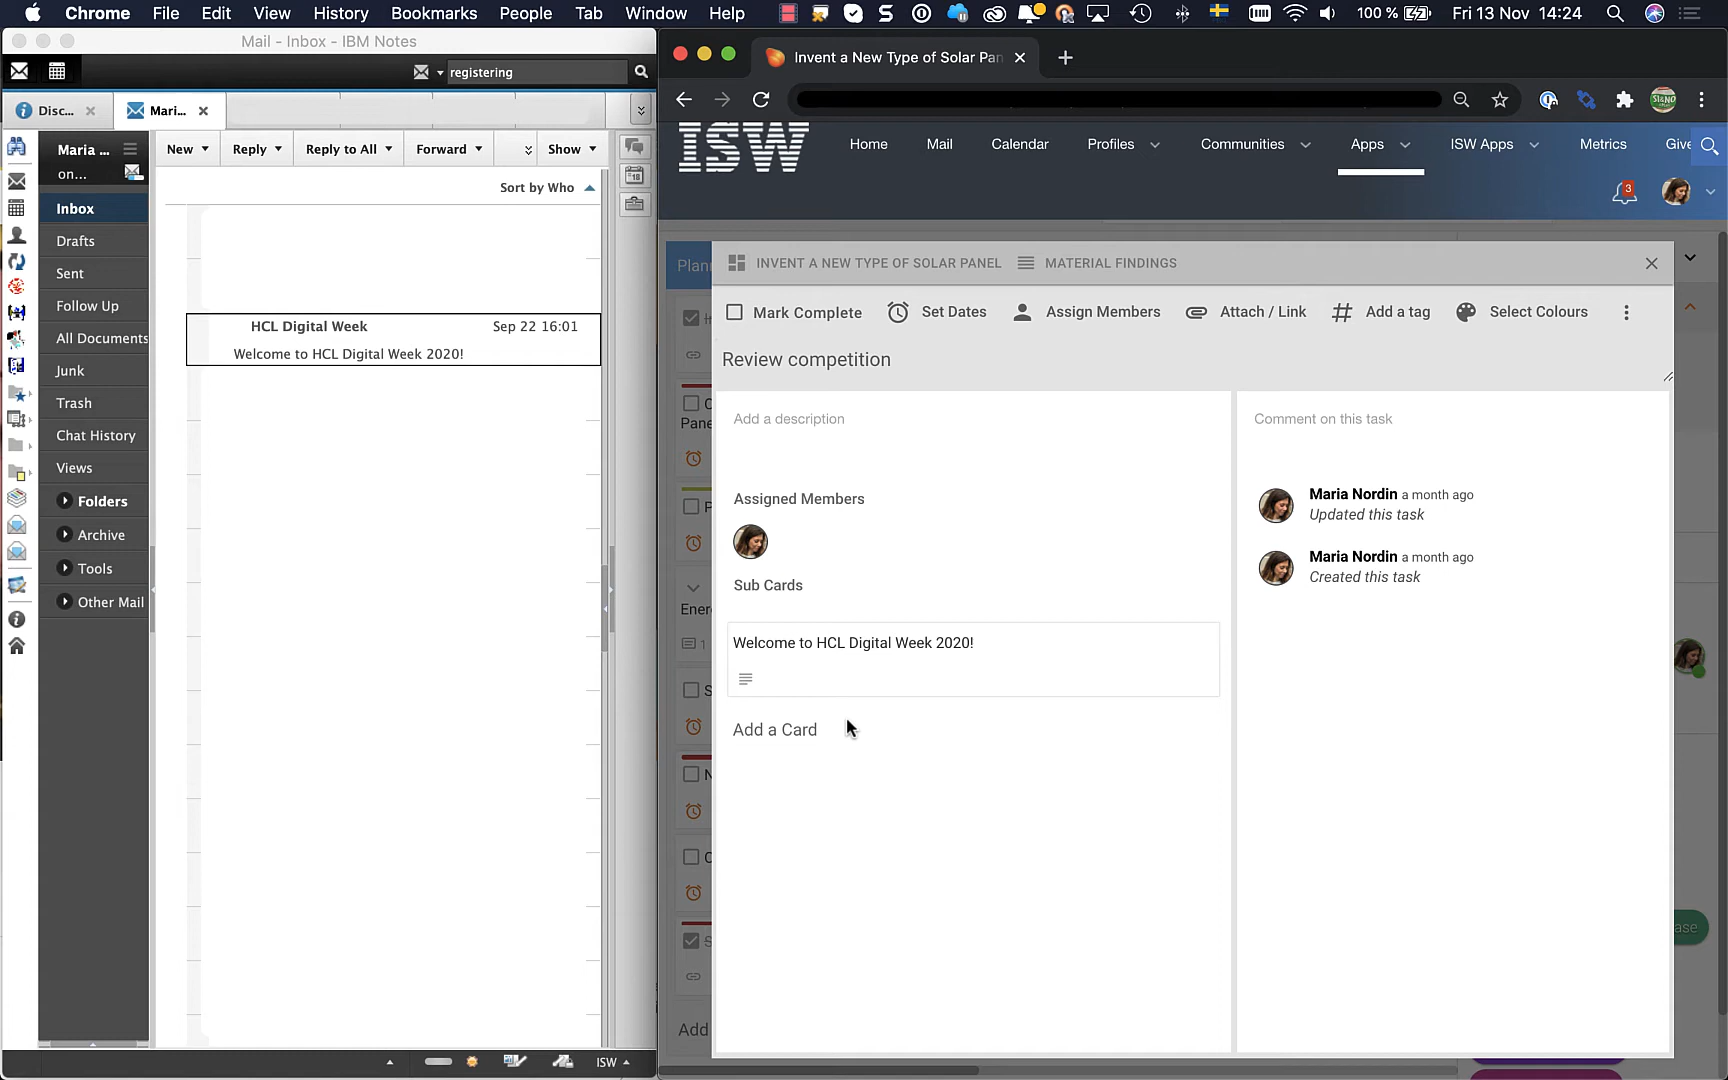 Chrome File Edit View History Bookmarks People Tab Window Help 100 % Fri 13 Nov 14:24
Mail - Inbox - IBM Notes
registering
Disc...
Mari...
Maria ...
on...
New
Reply
Reply to All
Forward
Show
Sort by Who
Inbox
Drafts
Sent
Follow Up
All Documents
Junk
Trash
Chat History
Views
Folders
Archive
Tools
Other Mail
HCL Digital Week Sep 22 16:01
Welcome to HCL Digital Week 2020!
18
ISW
Invent a New Type of Solar Pan
ISW
Home Mail Calendar Profiles Communities Apps ISW Apps Metrics Give
3
Plann
INVENT A NEW TYPE OF SOLAR PANEL MATERIAL FINDINGS
Mark Complete Set Dates Assign Members Attach / Link Add a tag Select Colours
Review competition
Add a description
Assigned Members
Sub Cards
Welcome to HCL Digital Week 2020!
Add a Card
Comment on this task
Maria Nordin a month ago
Updated this task
Maria Nordin a month ago
Created this task
Pane
P
Ener
1
S
N
C
S
Add
ase